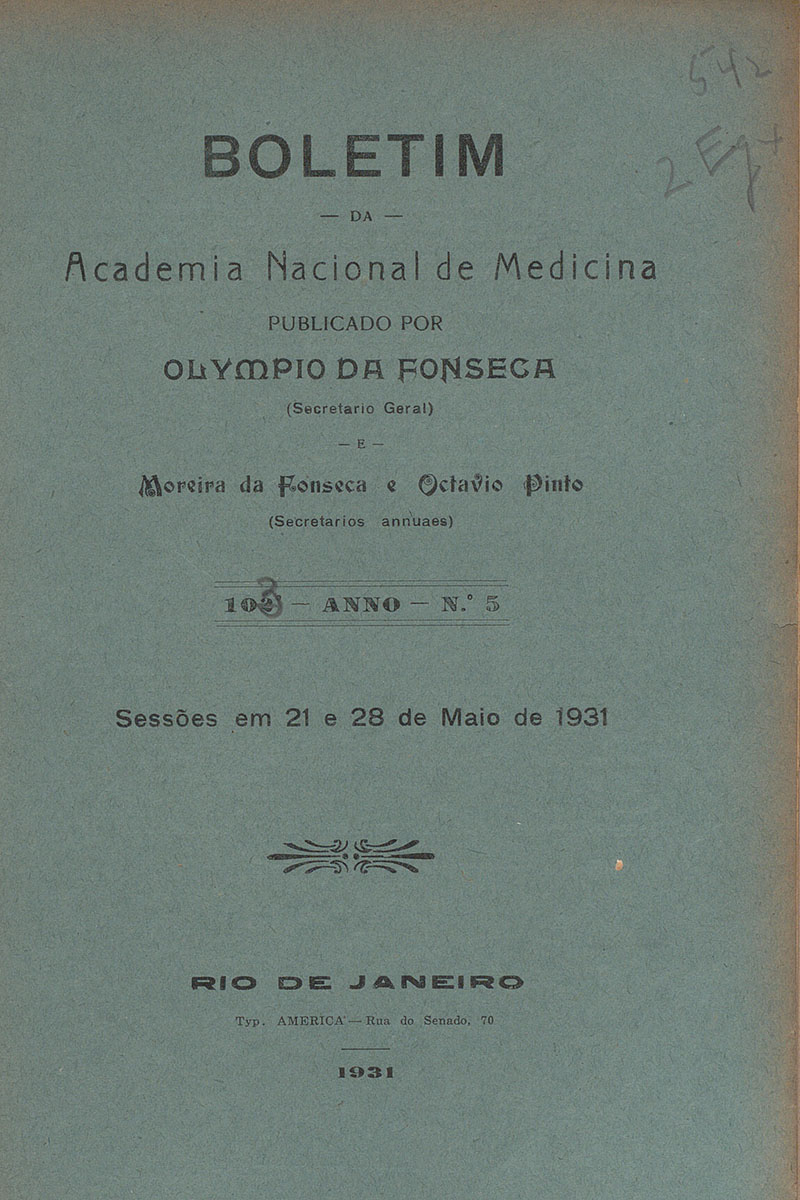 542
2 Eg
BOLETIM
— DA —
Academia Nacional de Medicina
PUBLICADO POR
OLYMPIO DA FONSECA
(Secretario Geral)
— E —
Moreira da Fonseca e Octavio Pinto
(Secretarios annuaes)
103 — ANNO — N.º 5
Sessões em 21 e 28 de Maio de 1931
RIO DE JANEIRO
Typ. AMERICA — Rua do Senado, 70
1931